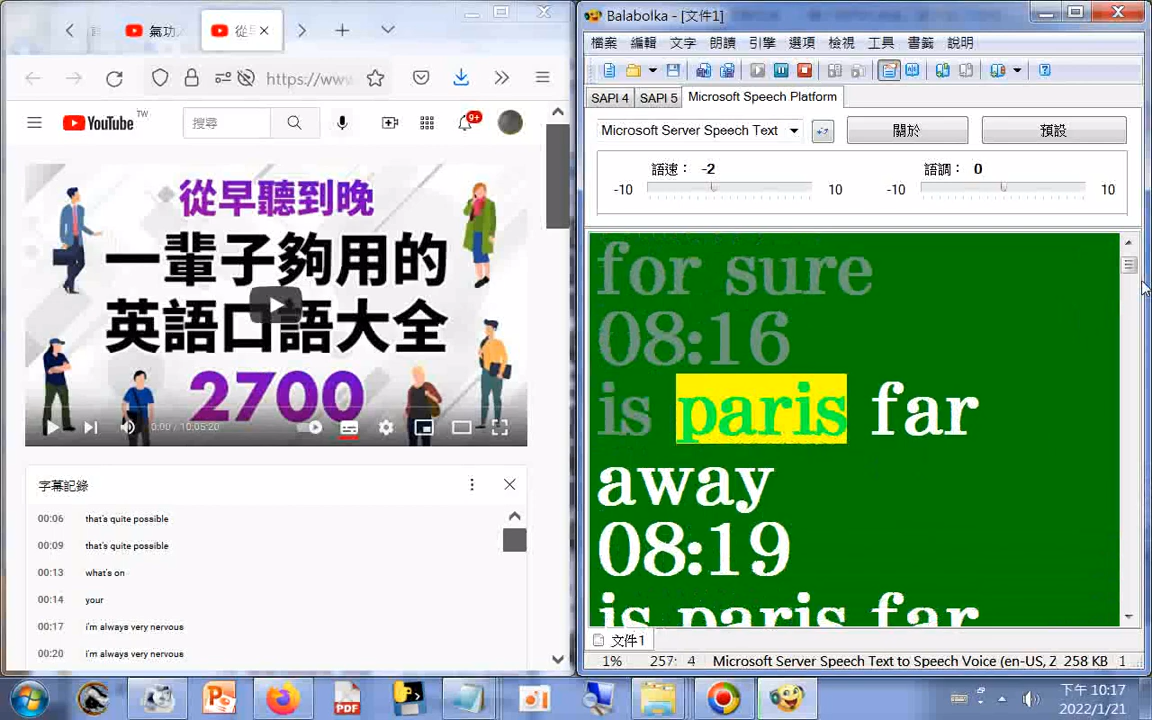 氣功
從
https://www
YouTube TW
搜尋
9+
從早聽到晚
一輩子夠用的
英語口語大全
2700
0:00 / 10:05:20
字幕記錄
00:06 that's quite possible
00:09 that's quite possible
00:13 what's on
00:14 your
00:17 i'm always very nervous
00:20 i'm always very nervous
Balabolka - [文件1]
檔案 編輯 文字 朗讀 引擎 選項 檢視 工具 書籤 說明
SAPI 4 SAPI 5 Microsoft Speech Platform
Microsoft Server Speech Text 關於 預設
語速： -2 語調： 0
-10 10 -10 10
for sure
08:16
is paris far
away
08:19
is paris far
文件1
1% 257: 4 Microsoft Server Speech Text to Speech Voice (en-US, Z 258 KB 1
PDF
下午 10:17
2022/1/21